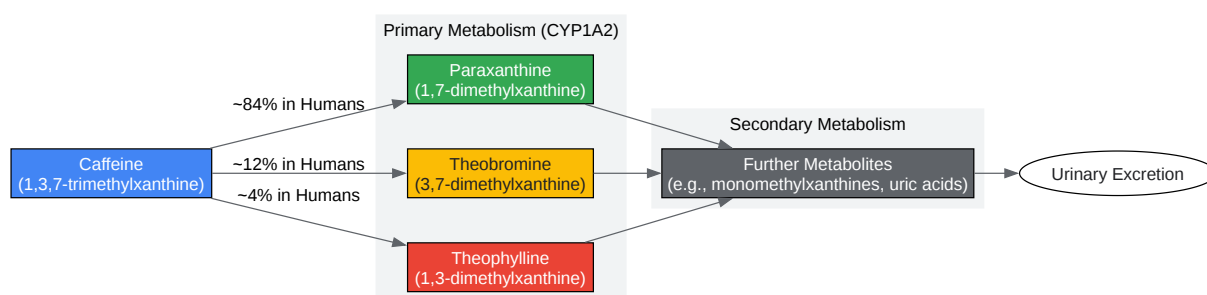 Primary Metabolism (CYP1A2)
Paraxanthine
(1,7-dimethylxanthine)
~84% in Humans
Secondary Metabolism
Caffeine
(1,3,7-trimethylxanthine)
~12% in Humans
Theobromine
(3,7-dimethylxanthine)
Further Metabolites
(e.g., monomethylxanthines, uric acids)
Urinary Excretion
~4% in Humans
Theophylline
(1,3-dimethylxanthine)